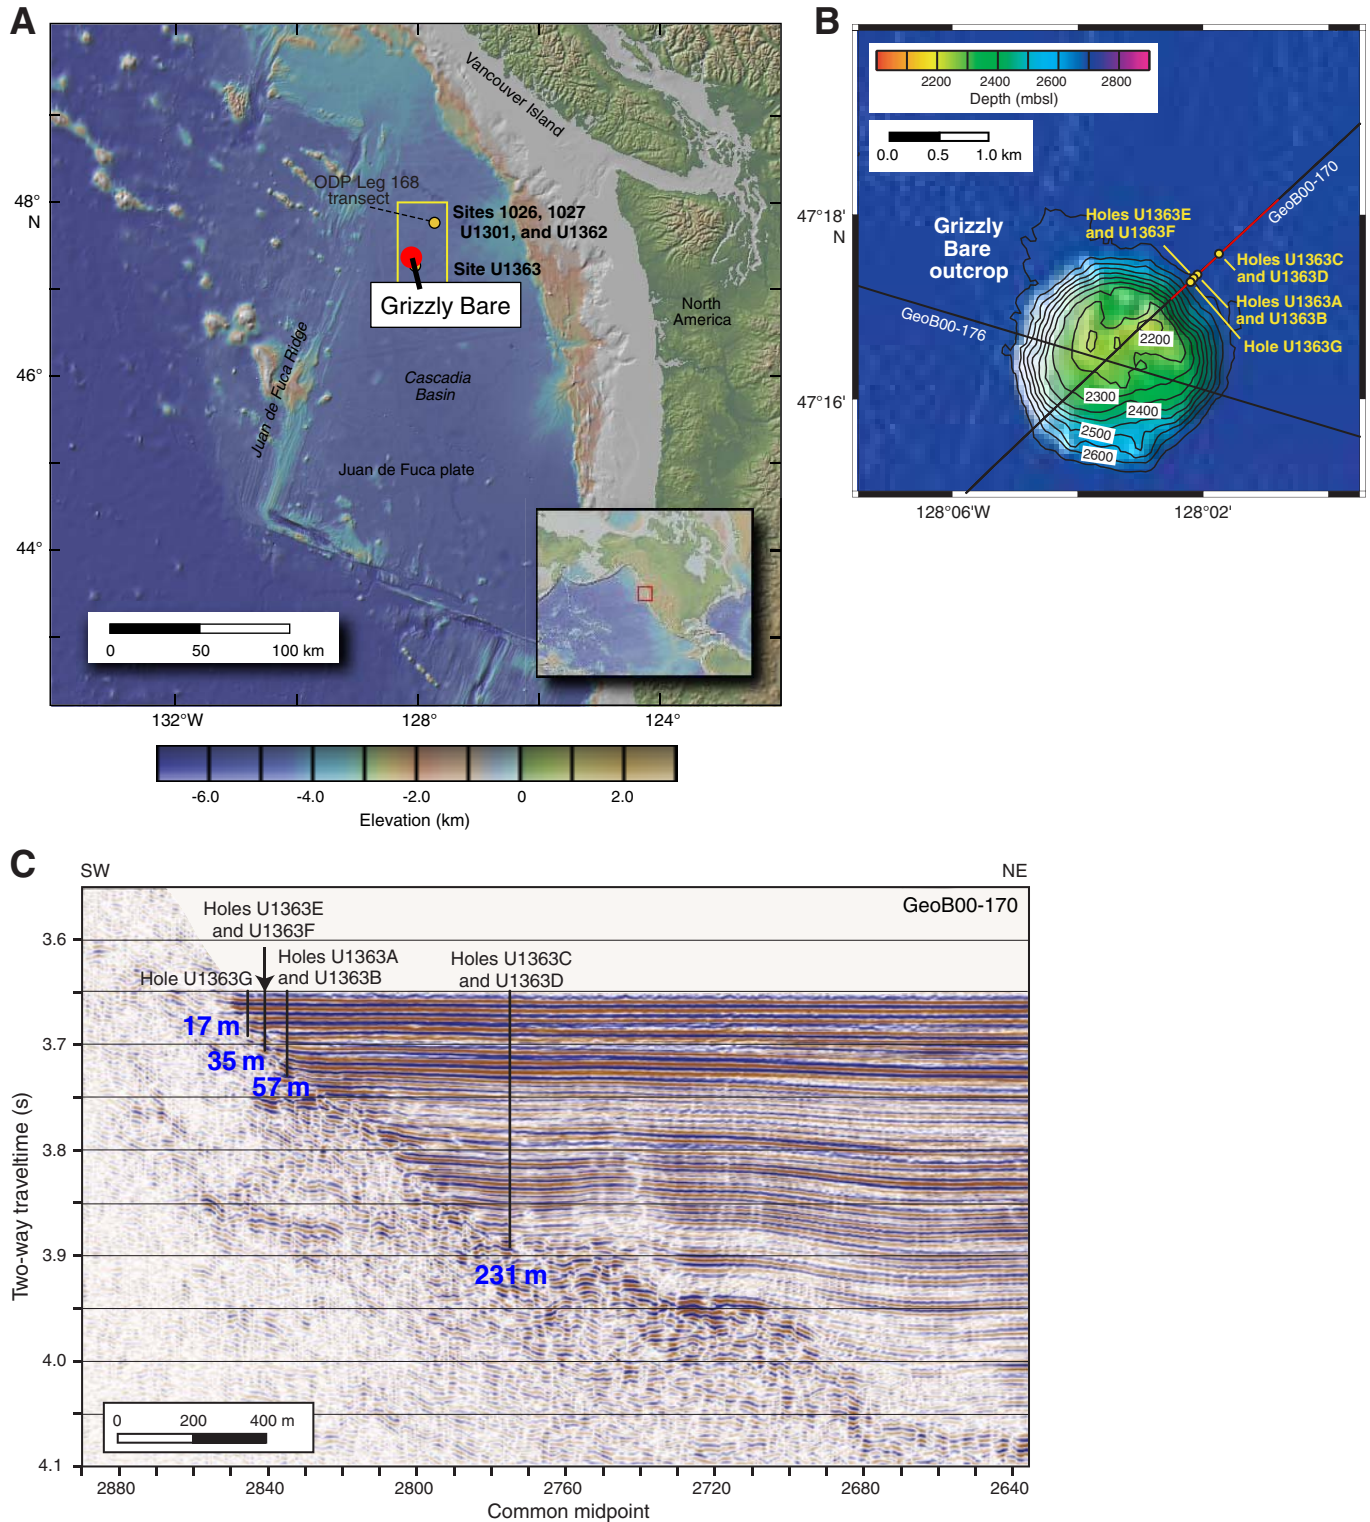 A
Vancouver Island
ODP Leg 168
transect
48°
N
Sites 1026, 1027
U1301, and U1362
Site U1363
Grizzly Bare
North
America
Juan de Fuca Ridge
46°
Cascadia
Basin
Juan de Fuca plate
44°
0 50 100 km
132°W 128° 124°
-6.0 -4.0 -2.0 0 2.0
Elevation (km)
B
2200 2400 2600 2800
Depth (mbsl)
0.0 0.5 1.0 km
GeoB00-170
47°18'
N
Grizzly
Bare
outcrop
Holes U1363E
and U1363F
Holes U1363C
and U1363D
Holes U1363A
and U1363B
Hole U1363G
GeoB00-176
2200
2300
2400
2500
2600
47°16'
128°06'W 128°02'
C
SW NE
GeoB00-170
Holes U1363E
and U1363F
Holes U1363A
and U1363B
Hole U1363G
Holes U1363C
and U1363D
17 m
35 m
57 m
231 m
3.6
3.7
3.8
3.9
4.0
4.1
Two-way traveltime (s)
0 200 400 m
2880 2840 2800 2760 2720 2680 2640
Common midpoint